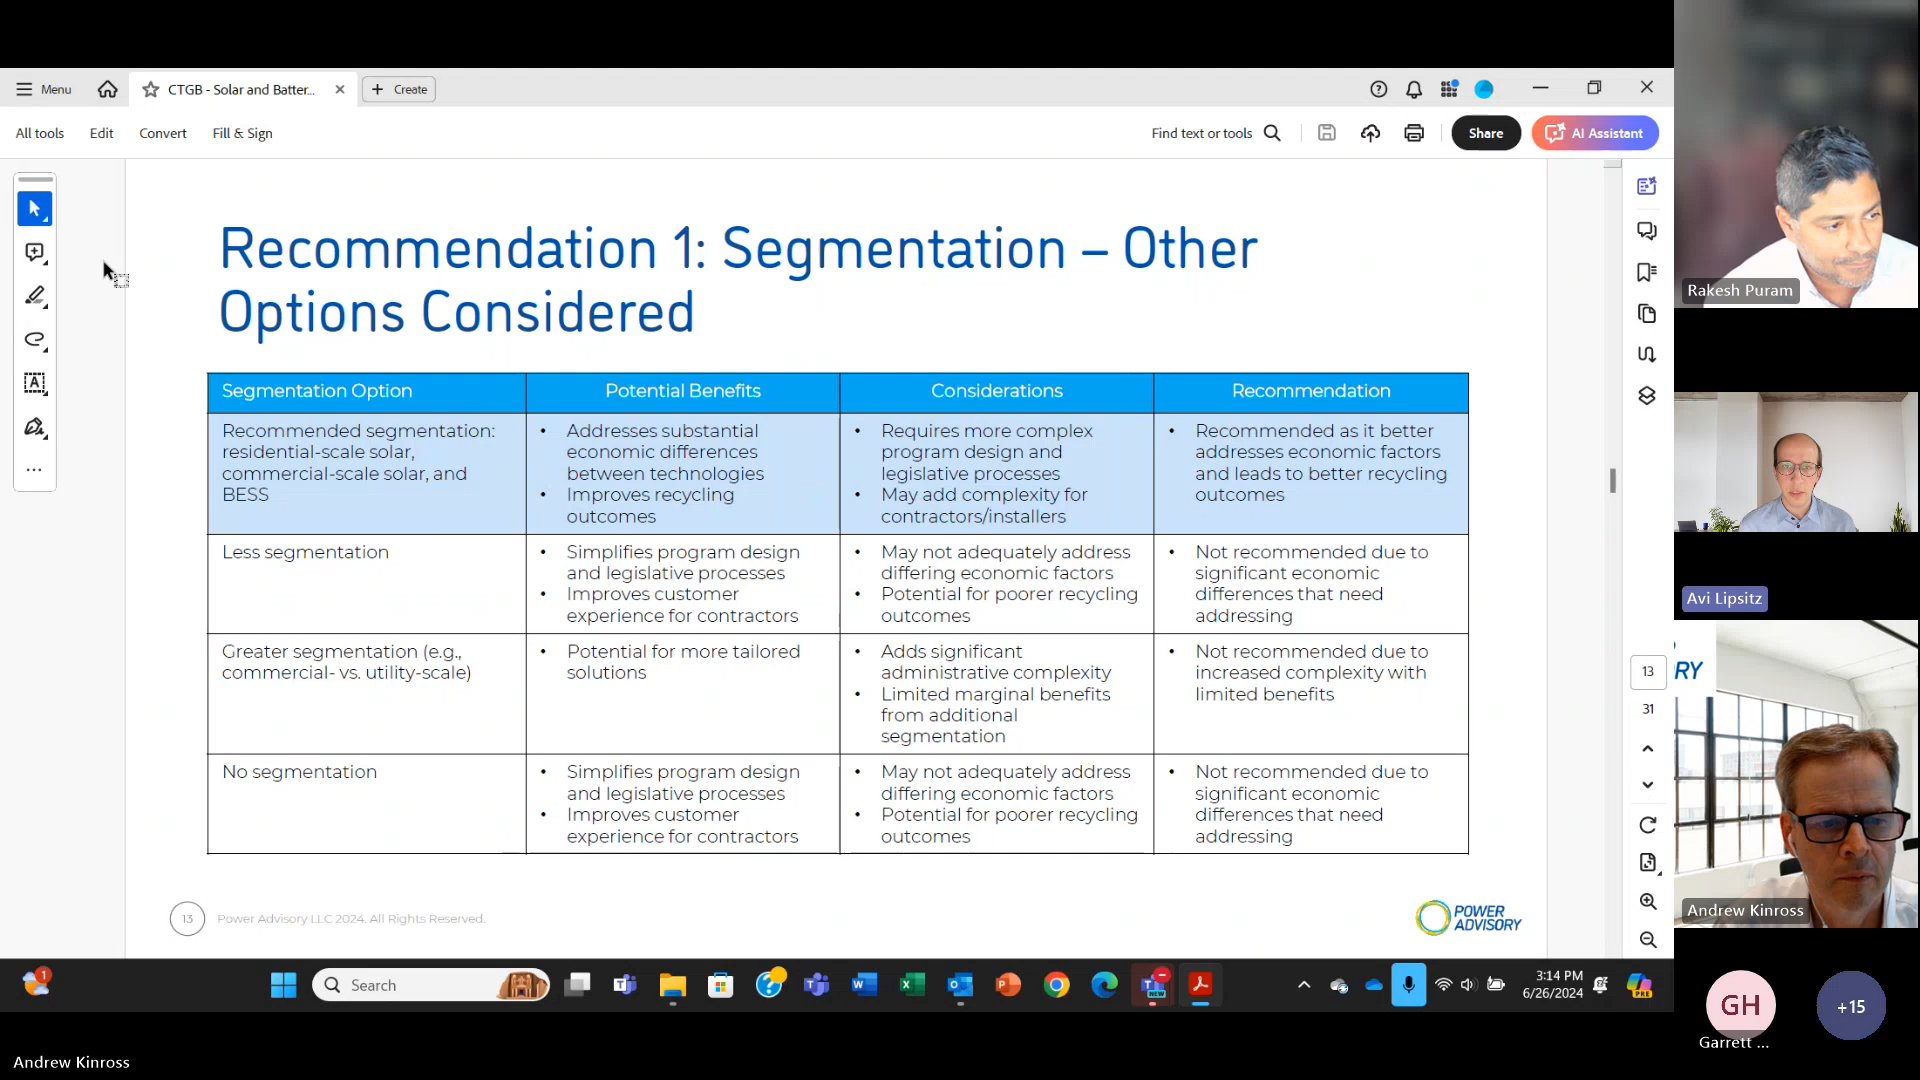 Menu
CTGB - Solar and Batter...
Create
All tools
Edit
Convert
Fill & Sign
Find text or tools
Share
AI Assistant
Recommendation 1: Segmentation – Other
Options Considered
Segmentation Option
Potential Benefits
Considerations
Recommendation
Recommended segmentation:
residential-scale solar,
commercial-scale solar, and
BESS
• Addresses substantial
economic differences
between technologies
• Improves recycling
outcomes
• Requires more complex
program design and
legislative processes
• May add complexity for
contractors/installers
• Recommended as it better
addresses economic factors
and leads to better recycling
outcomes
Less segmentation
• Simplifies program design
and legislative processes
• Improves customer
experience for contractors
• May not adequately address
differing economic factors
• Potential for poorer recycling
outcomes
• Not recommended due to
significant economic
differences that need
addressing
Greater segmentation (e.g.,
commercial- vs. utility-scale)
• Potential for more tailored
solutions
• Adds significant
administrative complexity
• Limited marginal benefits
from additional
segmentation
• Not recommended due to
increased complexity with
limited benefits
No segmentation
• Simplifies program design
and legislative processes
• Improves customer
experience for contractors
• May not adequately address
differing economic factors
• Potential for poorer recycling
outcomes
• Not recommended due to
significant economic
differences that need
addressing
13
Power Advisory LLC 2024. All Rights Reserved.
POWER
ADVISORY
13
31
1
Search
NEW
3:14 PM
6/26/2024
PRE
Andrew Kinross
Rakesh Puram
Avi Lipsitz
RY
Andrew Kinross
GH
Garrett ...
+15